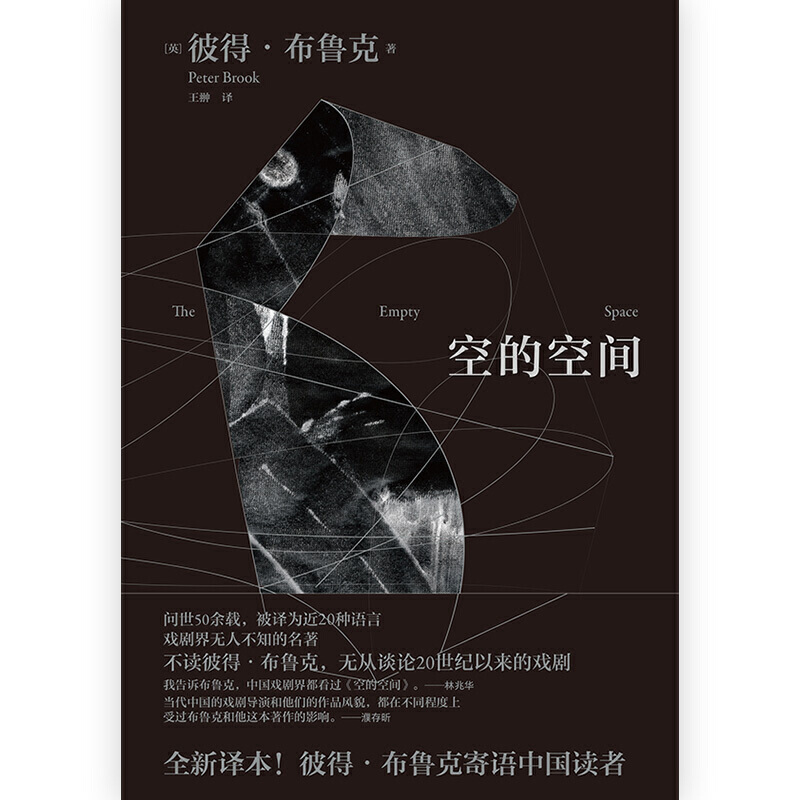 [英] 彼得·布鲁克 著
Peter Brook
王翀 译
The Empty Space
空的空间
问世50余载，被译为近20种语言
戏剧界无人不知的名著
不读彼得·布鲁克，无从谈论20世纪以来的戏剧
我告诉布鲁克，中国戏剧界都看过《空的空间》。——林兆华
当代中国的戏剧导演和他们的作品风貌，都在不同程度上
受过布鲁克和他这本著作的影响。——濮存昕
全新译本！彼得·布鲁克寄语中国读者